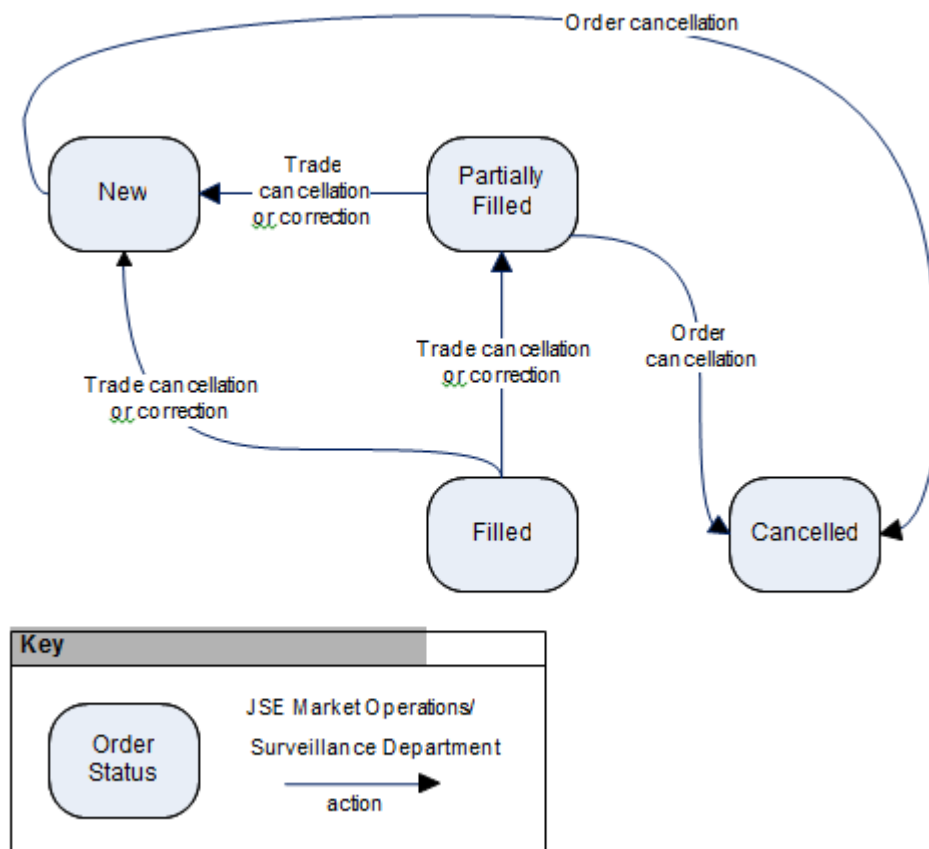 Order cancellation
New
Trade
cancellation
or correction
Partially
Filled
Order
cancellation
Trade cancellation
or correction
Trade cancellation
or correction
Filled
Cancelled
Key
Order
Status
JSE Market Operations/
Surveillance Department
action